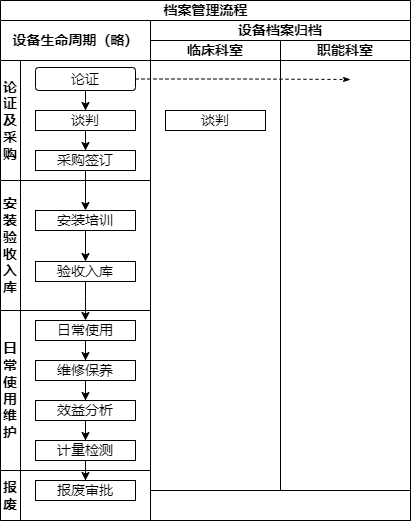 档案管理流程
设备生命周期（略）
设备档案归档
临床科室
职能科室
论证及采购
论证
谈判
谈判
采购签订
安装验收入库
安装培训
验收入库
日常使用维护
日常使用
维修保养
效益分析
计量检测
报废
报废审批